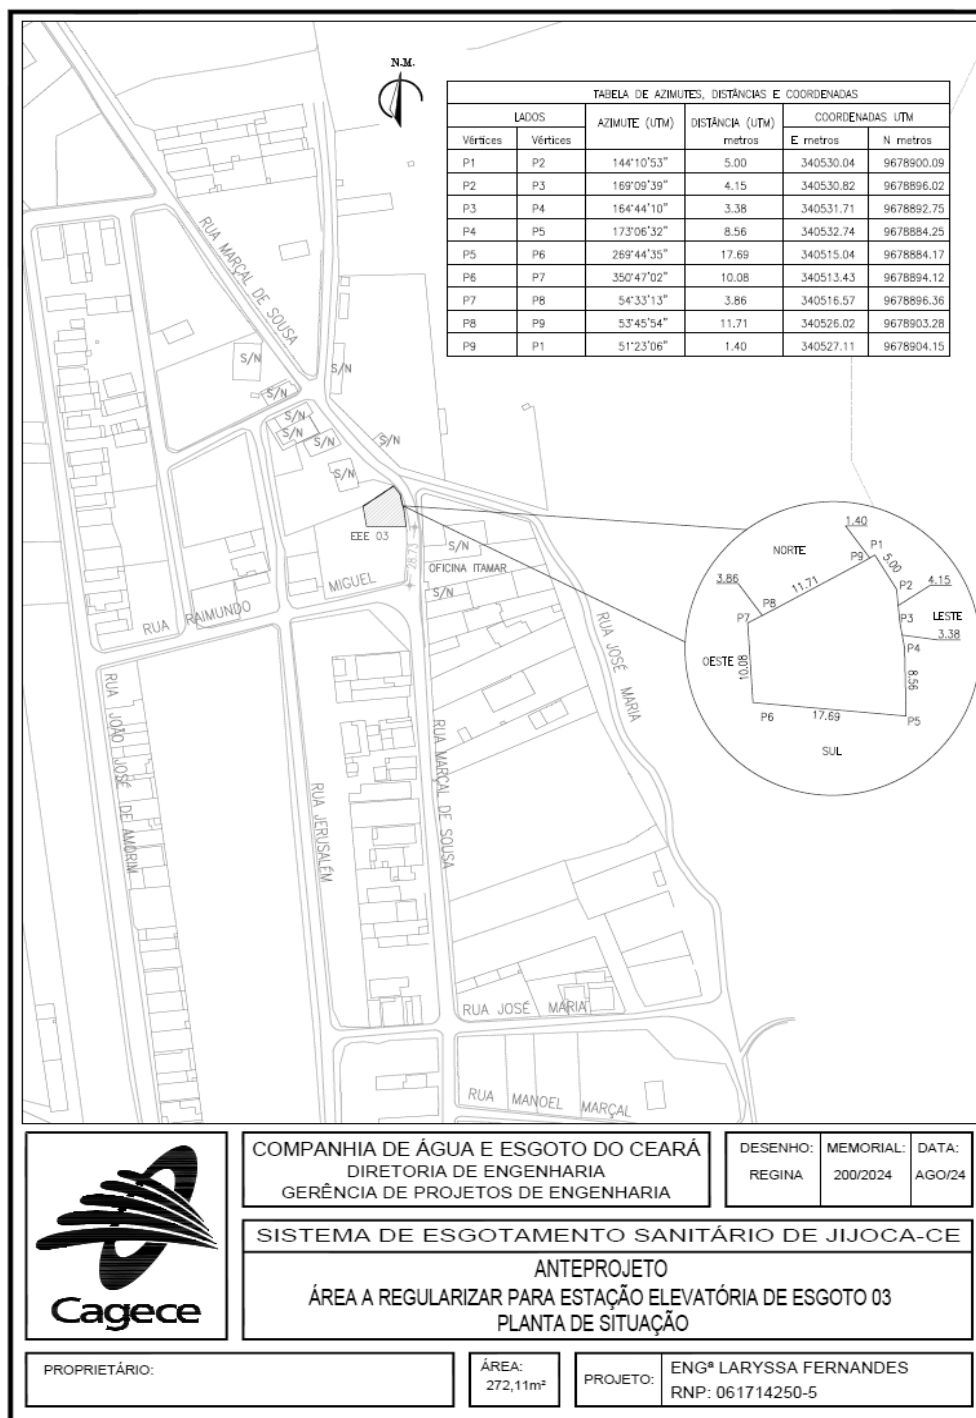 N.M.
TABELA DE AZIMUTES, DISTÂNCIAS E COORDENADAS
LADOS AZIMUTE (UTM) DISTÂNCIA (UTM) COORDENADAS UTM
Vértices Vértices metros E metros N metros
P1 P2 144°10'53" 5.00 340530.04 9678900.09
P2 P3 169°09'39" 4.15 340530.82 9678896.02
P3 P4 164°44'10" 3.38 340531.71 9678892.75
P4 P5 173°06'32" 8.56 340532.74 9678884.25
P5 P6 269°44'35" 17.69 340515.04 9678884.17
P6 P7 350°47'02" 10.08 340513.43 9678894.12
P7 P8 54°33'13" 3.86 340516.57 9678896.36
P8 P9 53°45'54" 11.71 340526.02 9678903.28
P9 P1 51°23'06" 1.40 340527.11 9678904.15
RUA MARÇAL DE SOUSA
S/N
S/N
S/N
S/N
S/N
S/N
S/N
S/N
EEE 03
28.73
S/N
OFICINA ITAMAR
S/N
RUA RAIMUNDO MIGUEL
RUA JOSÉ MARIA
RUA JOÃO JOSÉ DE AMORIM
RUA JERUSALÉM
RUA MARÇAL DE SOUSA
RUA JOSÉ MARIA
RUA MANOEL MARÇAL
1.40
NORTE
P9
P1
5.00
3.86
P8
11.71
P2
4.15
P7
P3
LESTE
3.38
P4
OESTE
10.08
8.56
P6
17.69
P5
SUL
Cagece
COMPANHIA DE ÁGUA E ESGOTO DO CEARÁ
DIRETORIA DE ENGENHARIA
GERÊNCIA DE PROJETOS DE ENGENHARIA
DESENHO: MEMORIAL: DATA:
REGINA 200/2024 AGO/24
SISTEMA DE ESGOTAMENTO SANITÁRIO DE JIJOCA-CE
ANTEPROJETO
ÁREA A REGULARIZAR PARA ESTAÇÃO ELEVATÓRIA DE ESGOTO 03
PLANTA DE SITUAÇÃO
PROPRIETÁRIO:
ÁREA:
272,11m²
PROJETO:
ENGª LARYSSA FERNANDES
RNP: 061714250-5